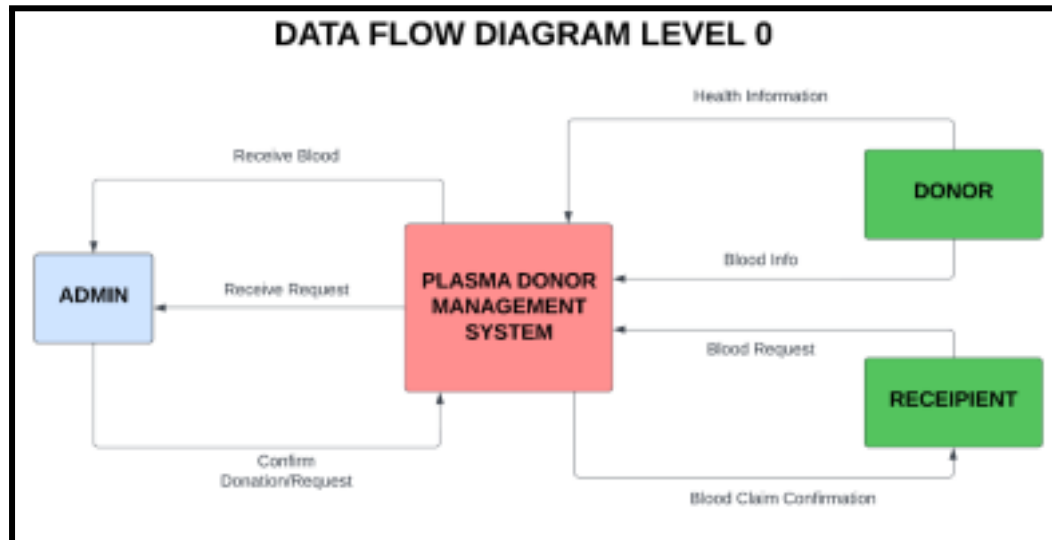 DATA FLOW DIAGRAM LEVEL 0
Health Information
Receive Blood
DONOR
Blood Info
ADMIN
Receive Request
PLASMA DONOR
MANAGEMENT
SYSTEM
Blood Request
RECEIPIENT
Confirm
Donation/Request
Blood Claim Confirmation